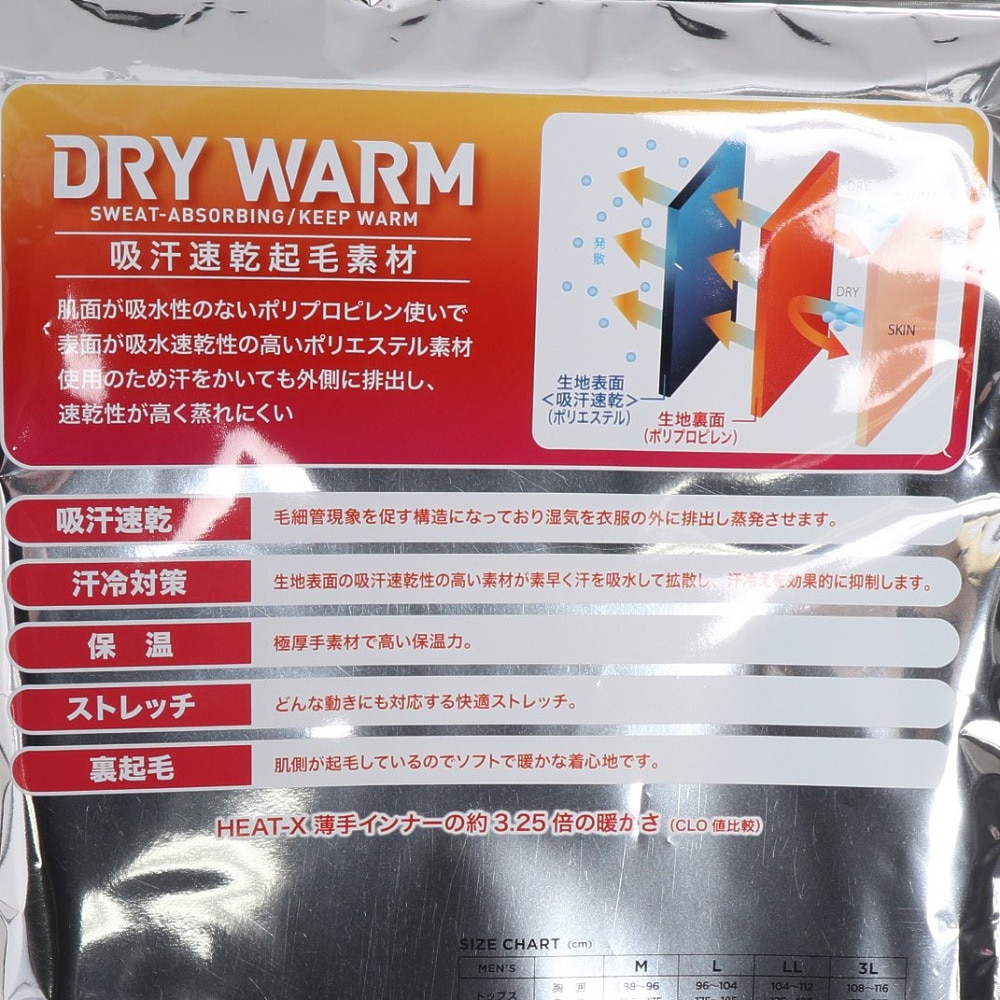 DRY WARM
SWEAT-ABSORBING/KEEP WARM
吸汗速乾起毛素材
肌面が吸水性のないポリプロピレン使いで
表面が吸水速乾性の高いポリエステル素材
使用のため汗をかいても外側に排出し、
速乾性が高く蒸れにくい
発散
DRY
DRY
SKIN
生地表面
<吸汗速乾>
(ポリエステル)
生地裏面
(ポリプロピレン)
吸汗速乾 毛細管現象を促す構造になっており湿気を衣服の外に排出し蒸発させます。
汗冷対策 生地表面の吸汗速乾性の高い素材が素早く汗を吸水して拡散し、汗冷えを効果的に抑制します。
保 温 極厚手素材で高い保温力。
ストレッチ どんな動きにも対応する快適ストレッチ。
裏起毛 肌側が起毛しているのでソフトで暖かな着心地です。
HEAT-X 薄手インナーの約 3.25 倍の暖かさ (CLO 値比較)
SIZE CHART (cm)
MEN'S M L LL 3L
トップス 胸 囲 88~96 96~104 104~112 108~116